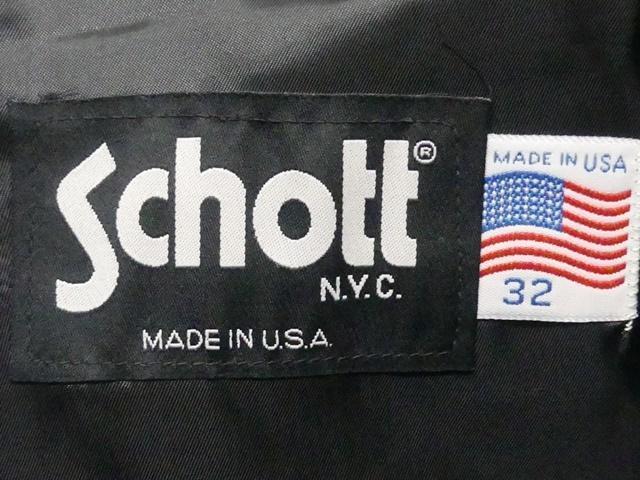 Schott®
N.Y.C.
MADE IN U.S.A.
MADE IN USA
32